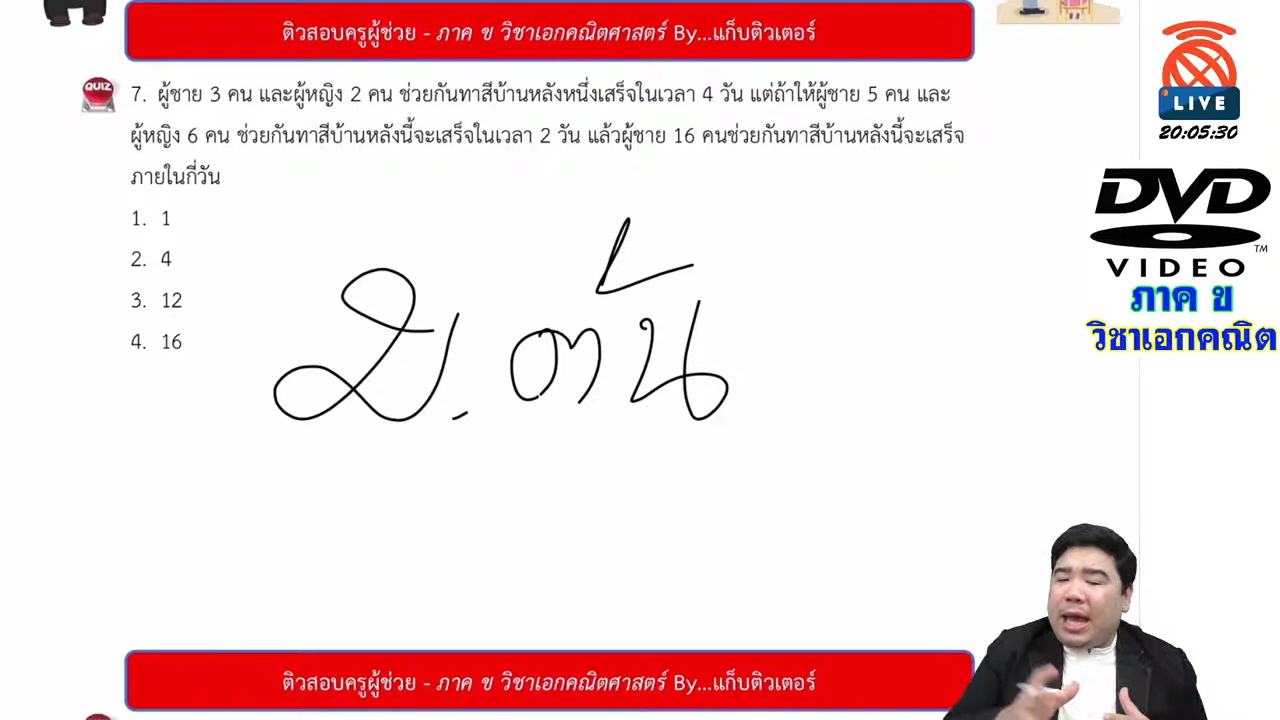 ติวสอบครูผู้ช่วย - ภาค ข วิชาเอกคณิตศาสตร์ By...แก็บติวเตอร์
QUIZ
7. ผู้ชาย 3 คน และผู้หญิง 2 คน ช่วยกันทาสีบ้านหลังหนึ่งเสร็จในเวลา 4 วัน แต่ถ้าให้ผู้ชาย 5 คน และ
ผู้หญิง 6 คน ช่วยกันทาสีบ้านหลังนี้จะเสร็จในเวลา 2 วัน แล้วผู้ชาย 16 คนช่วยกันทาสีบ้านหลังนี้จะเสร็จ
ภายในกี่วัน
1. 1
2. 4
3. 12
4. 16
ม.ต้น
LIVE
20:05:30
DVD
VIDEO
TM
ภาค ข
วิชาเอกคณิต
ติวสอบครูผู้ช่วย - ภาค ข วิชาเอกคณิตศาสตร์ By...แก็บติวเตอร์